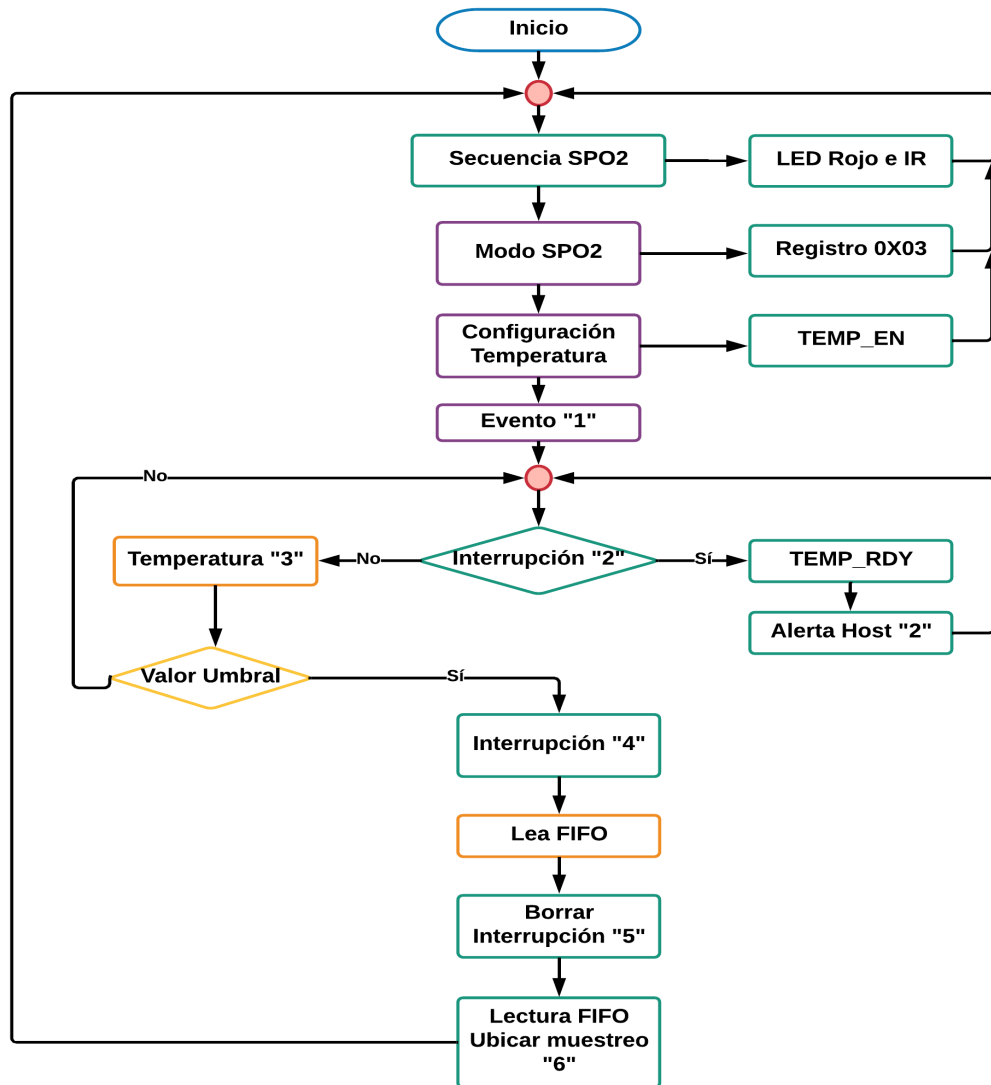 Inicio
Secuencia SPO2
LED Rojo e IR
Modo SPO2
Registro 0X03
Configuración
Temperatura
TEMP_EN
Evento "1"
No
Interrupción "2"
No
Sí
Temperatura "3"
TEMP_RDY
Alerta Host "2"
Valor Umbral
Sí
Interrupción "4"
Lea FIFO
Borrar
Interrupción "5"
Lectura FIFO
Ubicar muestreo
"6"